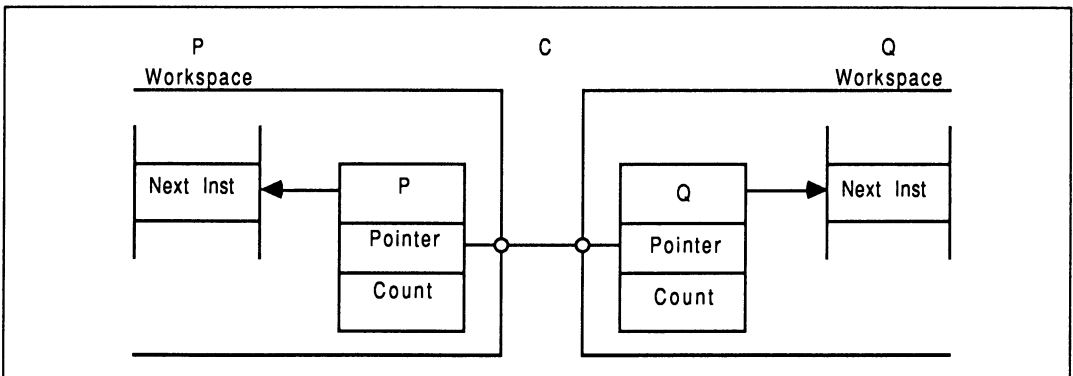 P
Workspace
C
Q
Workspace
Next Inst
P
Pointer
Count
Q
Pointer
Count
Next Inst